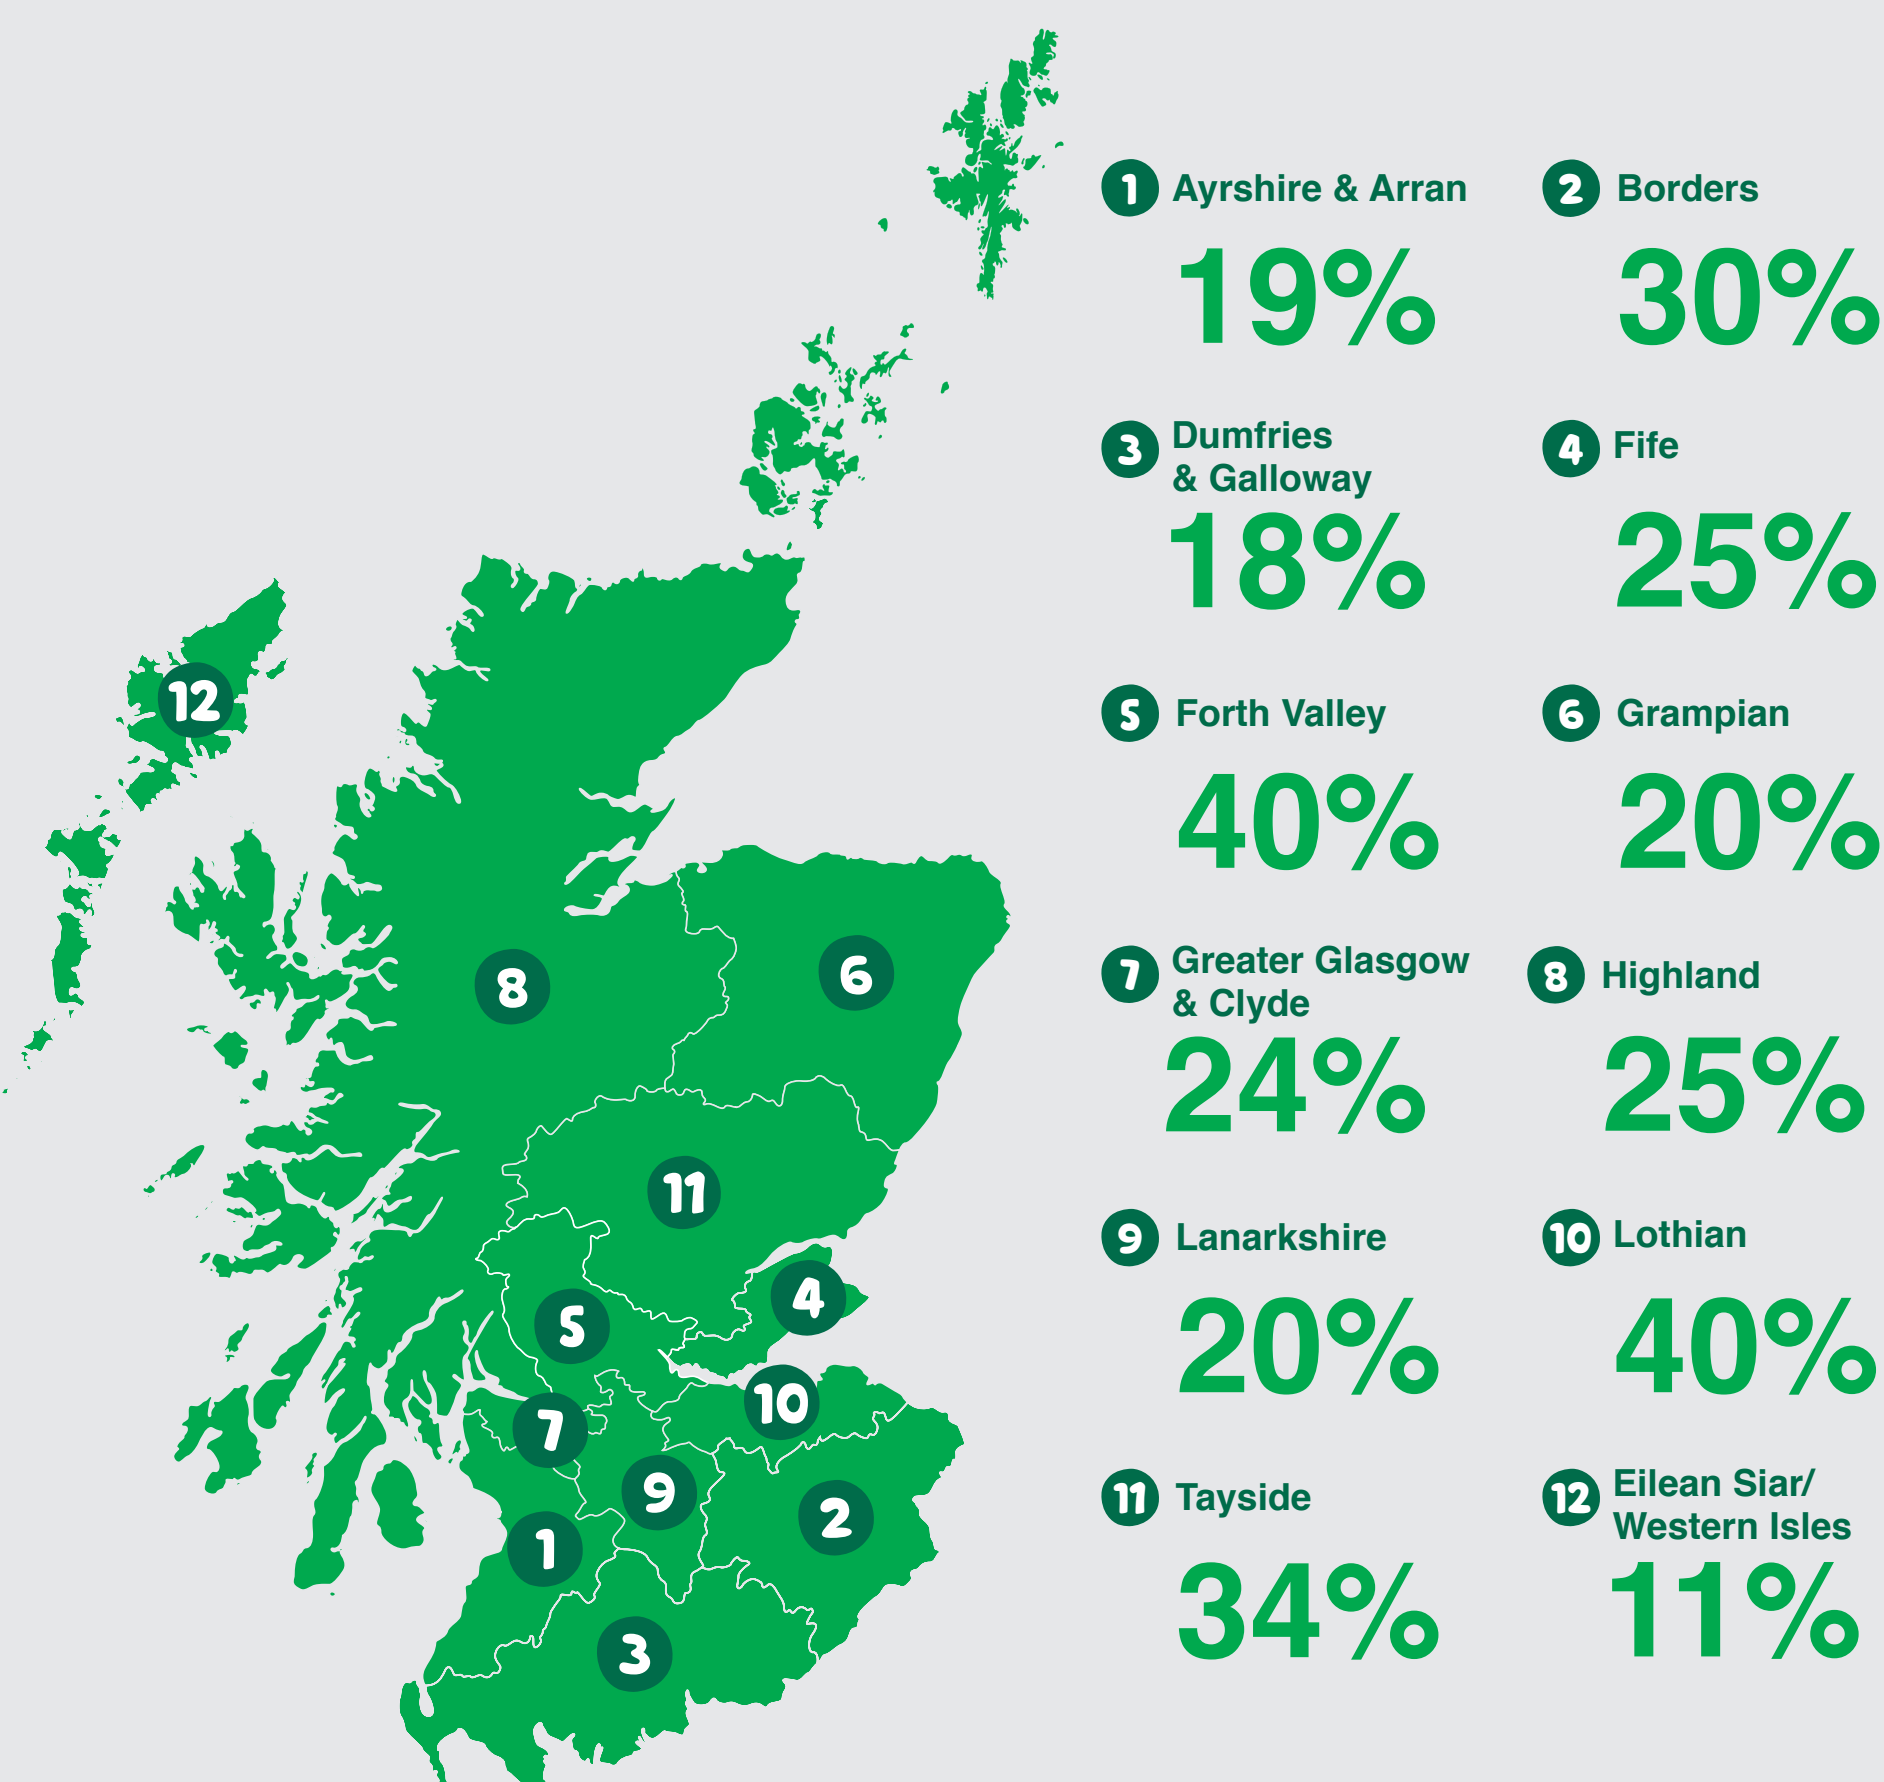 1 Ayrshire & Arran
19%
2 Borders
30%
3 Dumfries
& Galloway
18%
4 Fife
25%
5 Forth Valley
40%
6 Grampian
20%
7 Greater Glasgow
& Clyde
24%
8 Highland
25%
9 Lanarkshire
20%
10 Lothian
40%
11 Tayside
34%
12 Eilean Siar/
Western Isles
11%
12
8
6
11
4
5
10
7
9
2
1
3